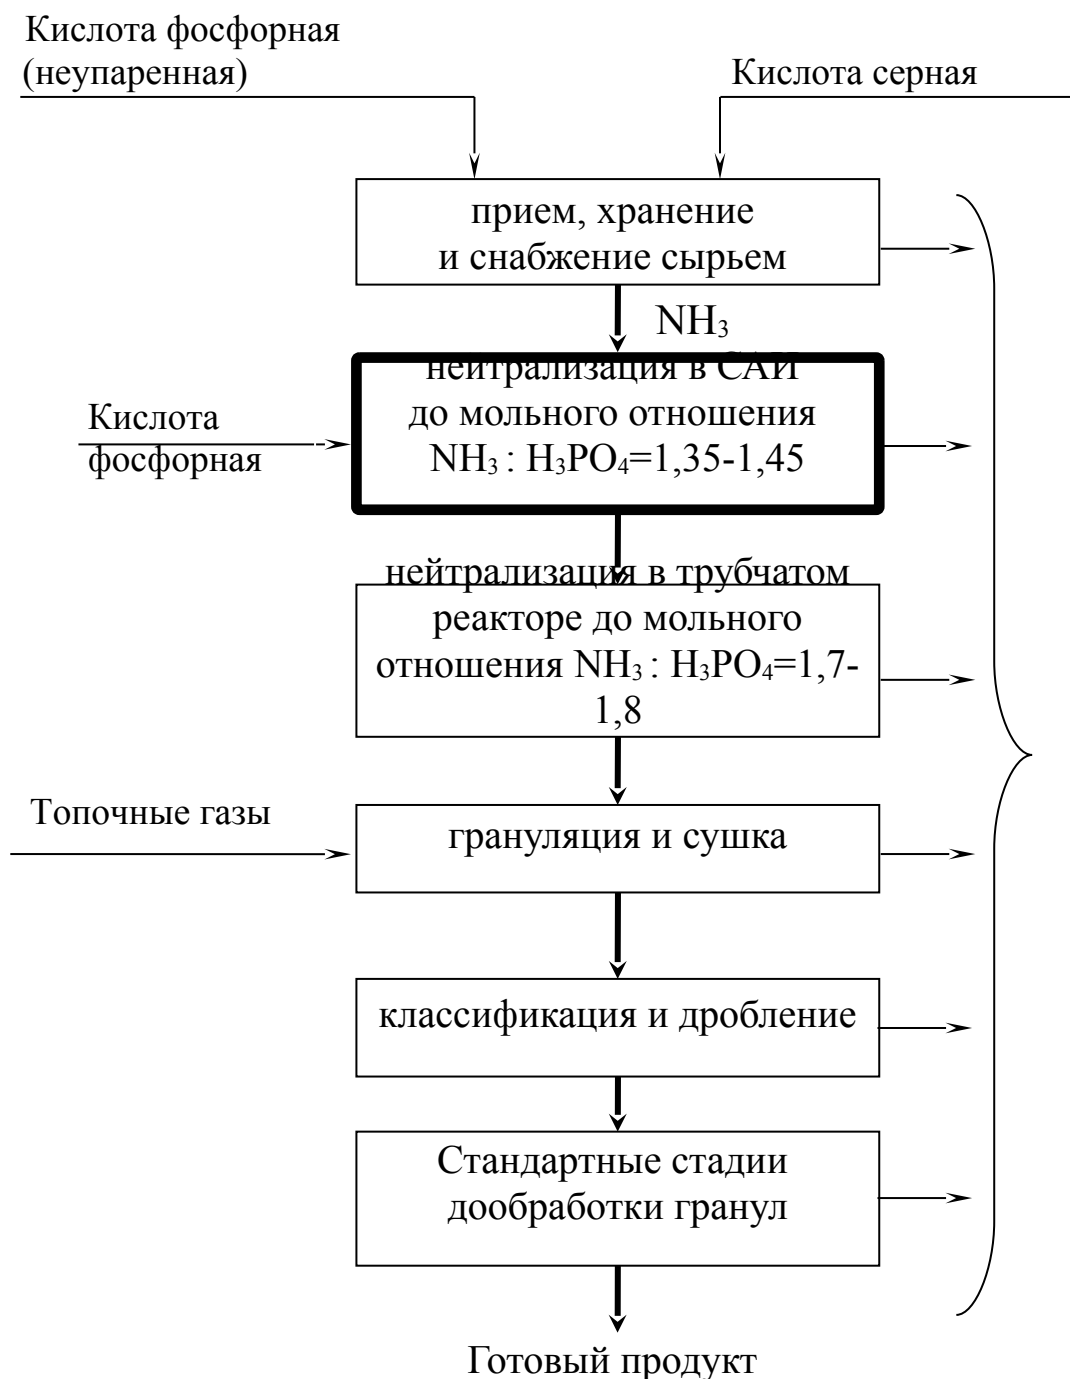 Кислота фосфорная
(неупаренная)
Кислота серная
прием, хранение
и снабжение сырьем
NH₃
нейтрализация в САИ
до мольного отношения
NH₃ : H₃PO₄=1,35-1,45
Кислота
фосфорная
нейтрализация в трубчатом
реакторе до мольного
отношения NH₃ : H₃PO₄=1,7-
1,8
Топочные газы
грануляция и сушка
классификация и дробление
Стандартные стадии
дообработки гранул
Готовый продукт